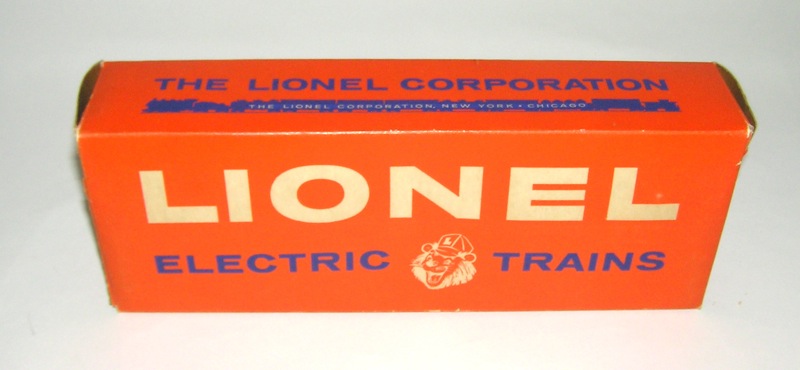 THE LIONEL CORPORATION
THE LIONEL CORPORATION, NEW YORK • CHICAGO
LIONEL
ELECTRIC TRAINS
L